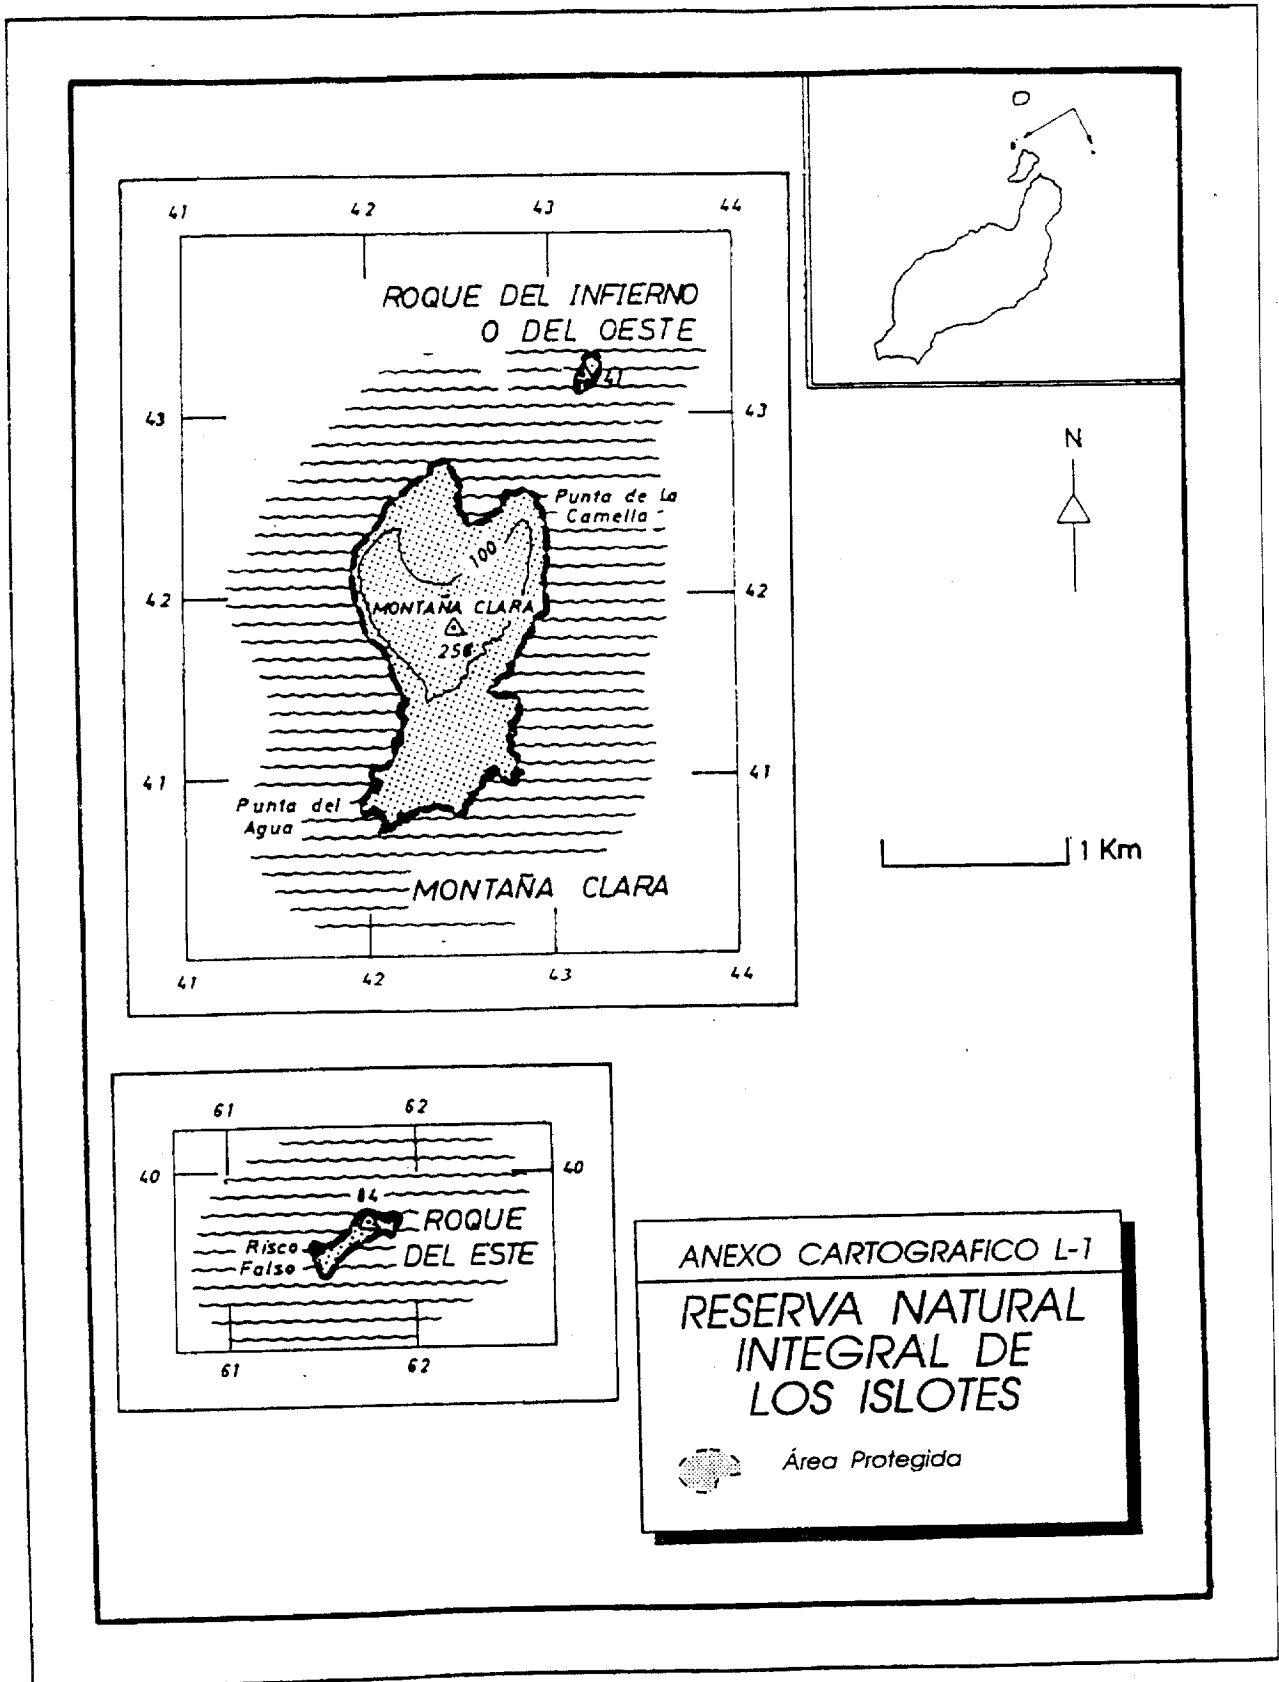 41 42 43 44
ROQUE DEL INFIERNO
O DEL OESTE
41
43 43
Punta de La
Camella
100
42 42
MONTAÑA CLARA
256
41 41
Punta del
Agua
MONTAÑA CLARA
41 42 43 44
N
1 Km
61 62
40 40
84
ROQUE
DEL ESTE
Risco
Falso
61 62
ANEXO CARTOGRAFICO L-1
RESERVA NATURAL
INTEGRAL DE
LOS ISLOTES
Área Protegida